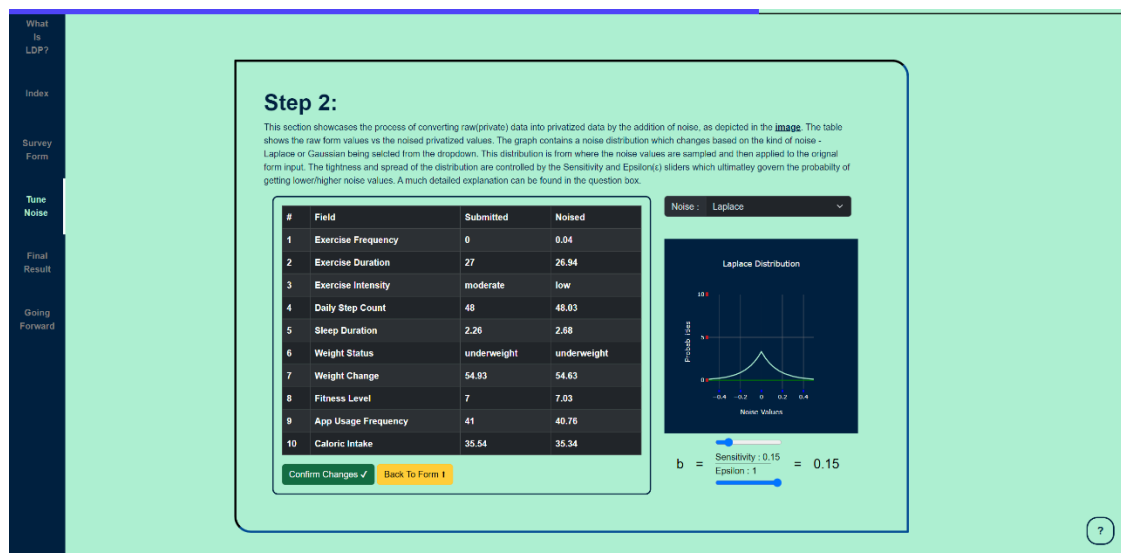 What
Is
LDP?
Index
Survey
Form
Tune
Noise
Final
Result
Going
Forward
Step 2:
This section showcases the process of converting raw(private) data into privatized data by the addition of noise, as depicted in the image. The table
shows the raw form values vs the noised privatized values. The graph contains a noise distribution which changes based on the kind of noise -
Laplace or Gaussian being selcted from the dropdown. This distribution is from where the noise values are sampled and then applied to the orignal
form input. The tightness and spread of the distribution are controlled by the Sensitivity and Epsilon(ε) sliders which ultimatley govern the probabilty of
getting lower/higher noise values. A much detailed explanation can be found in the question box.
# Field Submitted Noised
1 Exercise Frequency 0 0.04
2 Exercise Duration 27 26.94
3 Exercise Intensity moderate low
4 Daily Step Count 48 48.03
5 Sleep Duration 2.26 2.68
6 Weight Status underweight underweight
7 Weight Change 54.93 54.63
8 Fitness Level 7 7.03
9 App Usage Frequency 41 40.76
10 Caloric Intake 35.54 35.34
Confirm Changes ✓ Back To Form ⬆
Noise : Laplace
Laplace Distribution
10
5
0
Probabilities
−0.4 −0.2 0 0.2 0.4
Noise Values
Sensitivity : 0.15
b = = 0.15
Epsilon : 1
?